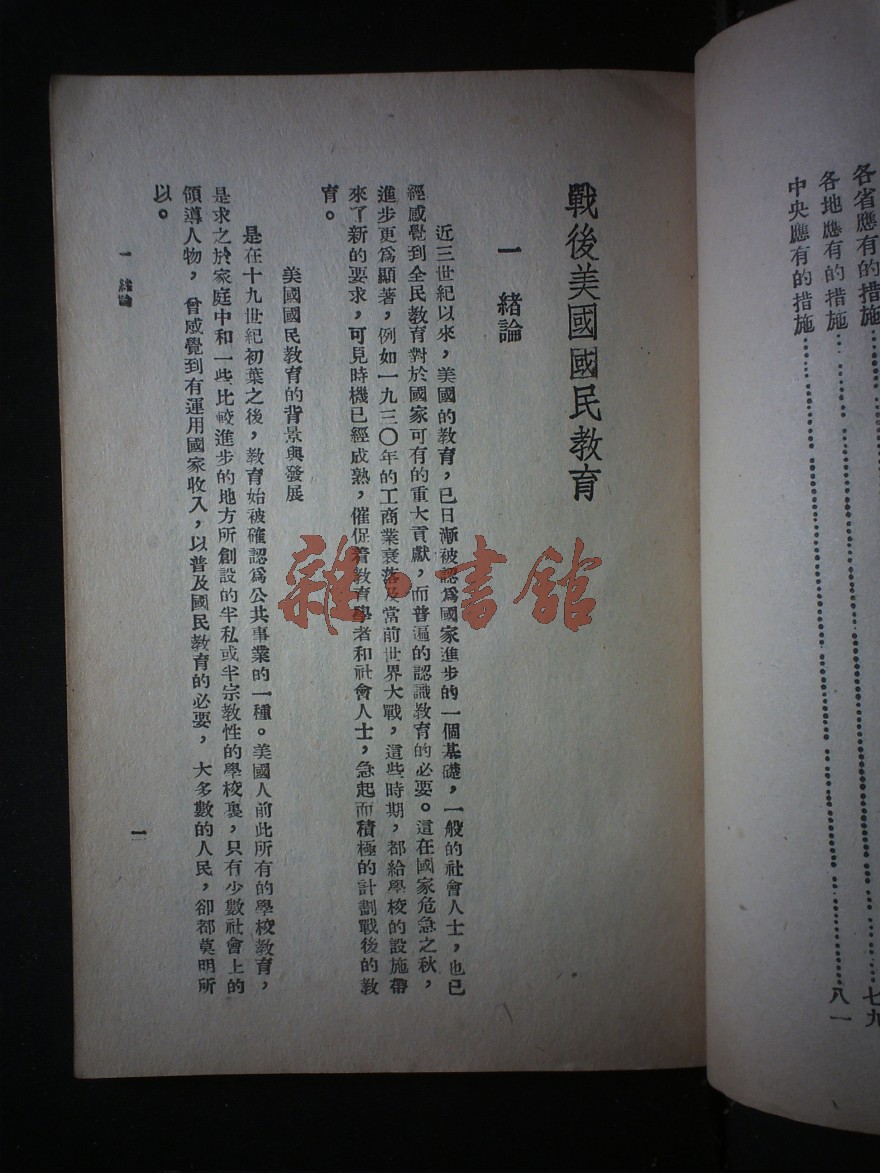 各省應有的措施……七九
各地應有的措施……
中央應有的措施……八一
戰後美國國民教育
一 緒論
近三世紀以來，美國的教育，已日漸被認爲國家進步的一個基礎，一般的社會人士，也已
經感覺到全民教育對於國家可有的重大貢獻，而普遍的認識教育的必要。這在國家危急之秋，
進步更爲顯著，例如一九三〇年的工商業衰落及當前世界大戰，這些時期，都給學校的設施帶
來了新的要求，可見時機已經成熟，催促着教育學者和社會人士，急起而積極的計劃戰後的教
育。
美國國民教育的背景與發展
是在十九世紀初葉之後，教育始被確認爲公共事業的一種。美國人前此所有的學校教育，
是求之於家庭中和一些比較進步的地方所創設的半私或半宗教性的學校裏，只有少數社會上的
領導人物，曾感覺到有運用國家收入，以普及國民教育的必要，大多數的人民，卻都莫明所
以。
一 緒論
一
雜·書館